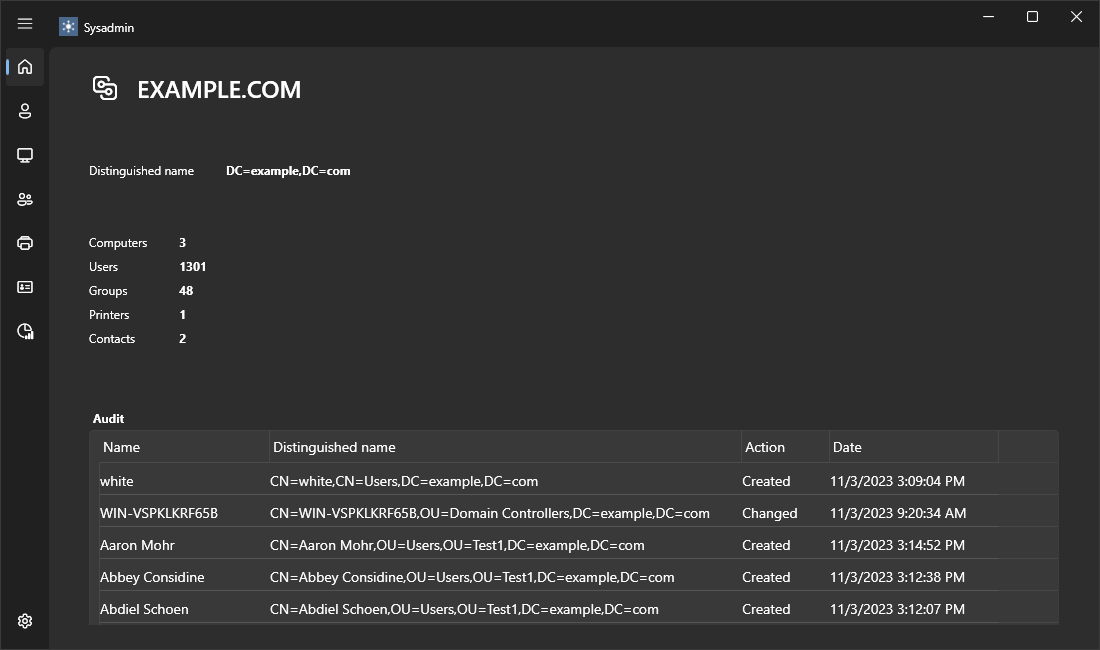 Sysadmin
EXAMPLE.COM
Distinguished name DC=example,DC=com
Computers 3
Users 1301
Groups 48
Printers 1
Contacts 2
Audit
Name Distinguished name Action Date
white CN=white,CN=Users,DC=example,DC=com Created 11/3/2023 3:09:04 PM
WIN-VSPKLKRF65B CN=WIN-VSPKLKRF65B,OU=Domain Controllers,DC=example,DC=com Changed 11/3/2023 9:20:34 AM
Aaron Mohr CN=Aaron Mohr,OU=Users,OU=Test1,DC=example,DC=com Created 11/3/2023 3:14:52 PM
Abbey Considine CN=Abbey Considine,OU=Users,OU=Test1,DC=example,DC=com Created 11/3/2023 3:12:38 PM
Abdiel Schoen CN=Abdiel Schoen,OU=Users,OU=Test1,DC=example,DC=com Created 11/3/2023 3:12:07 PM